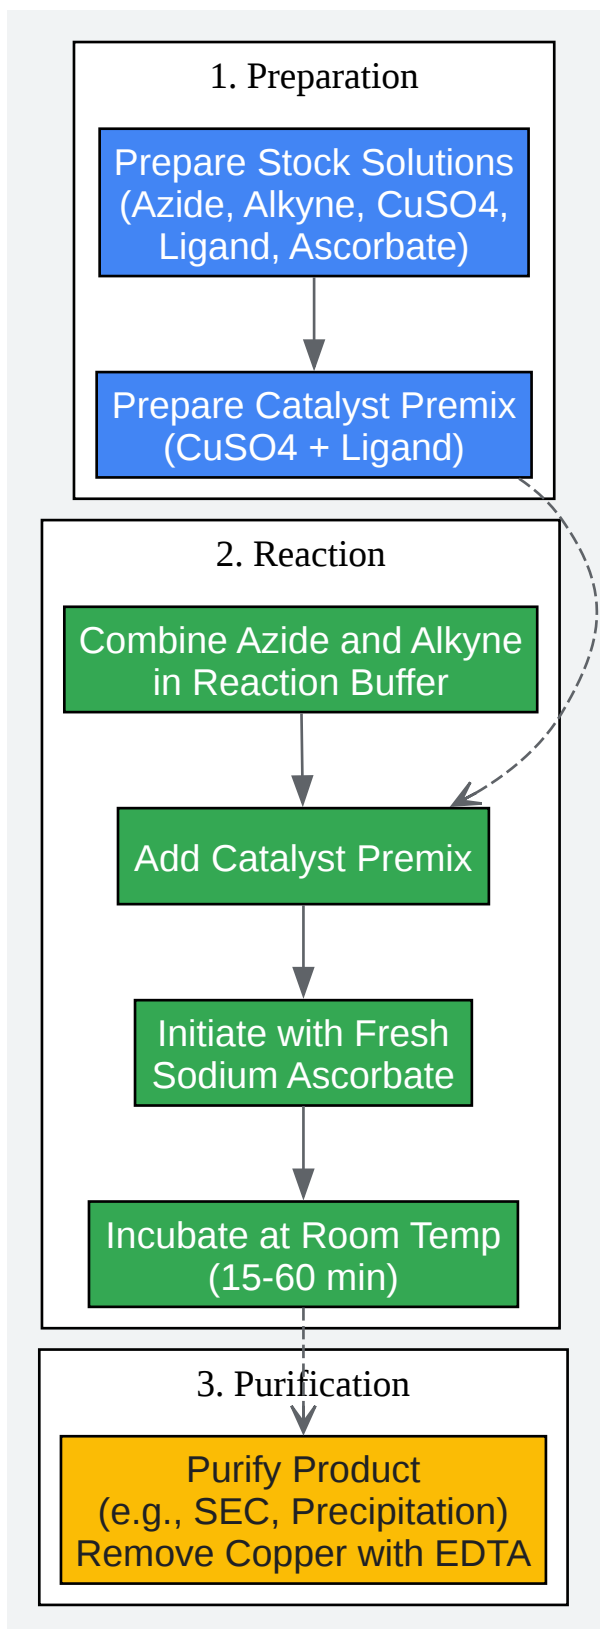 1. Preparation
Prepare Stock Solutions
(Azide, Alkyne, CuSO4,
Ligand, Ascorbate)
Prepare Catalyst Premix
(CuSO4 + Ligand)
2. Reaction
Combine Azide and Alkyne
in Reaction Buffer
Add Catalyst Premix
Initiate with Fresh
Sodium Ascorbate
Incubate at Room Temp
(15-60 min)
3. Purification
Purify Product
(e.g., SEC, Precipitation)
Remove Copper with EDTA